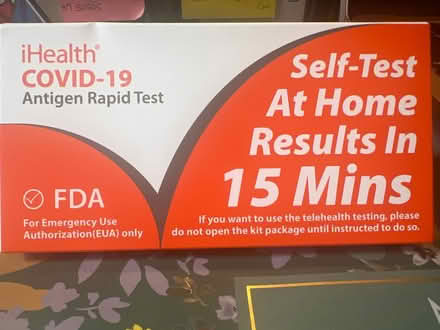 iHealth®
COVID-19
Antigen Rapid Test
Self-Test
At Home
Results In
15 Mins
FDA
For Emergency Use
Authorization(EUA) only
If you want to use the telehealth testing, please
do not open the kit package until instructed to do so.